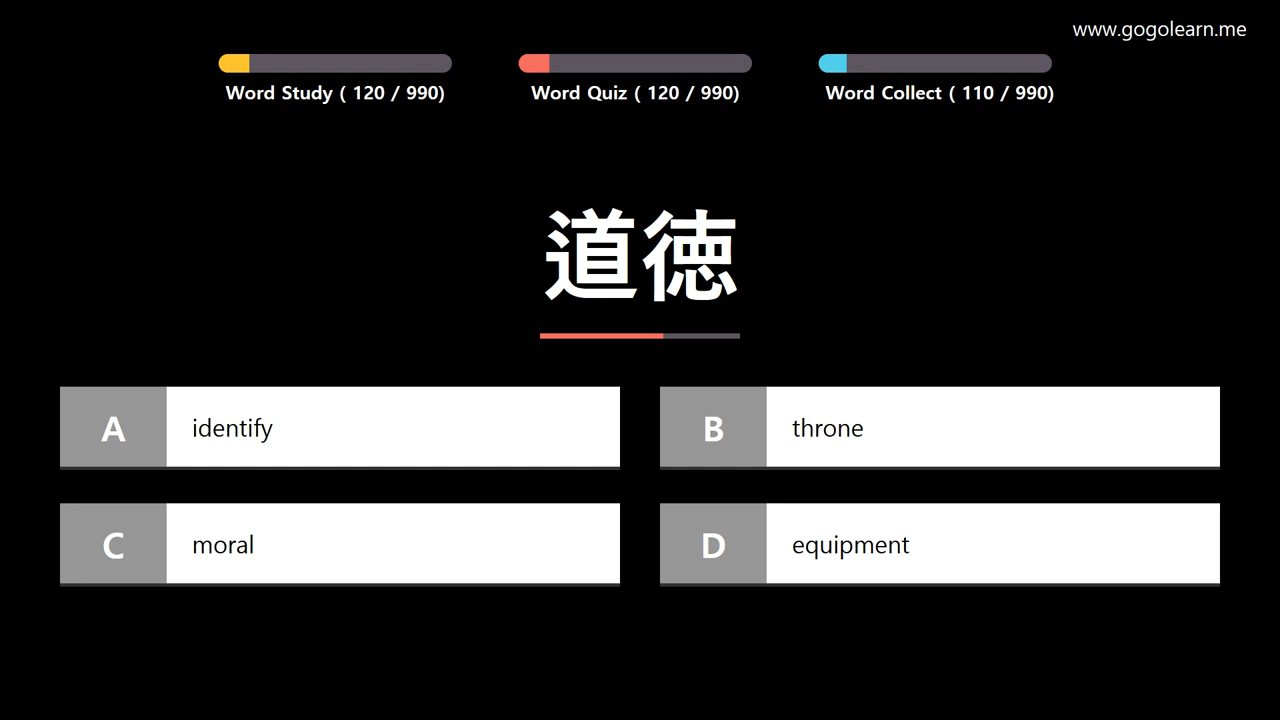 www.gogolearn.me
Word Study ( 120 / 990)
Word Quiz ( 120 / 990)
Word Collect ( 110 / 990)
道徳
A identify
B throne
C moral
D equipment